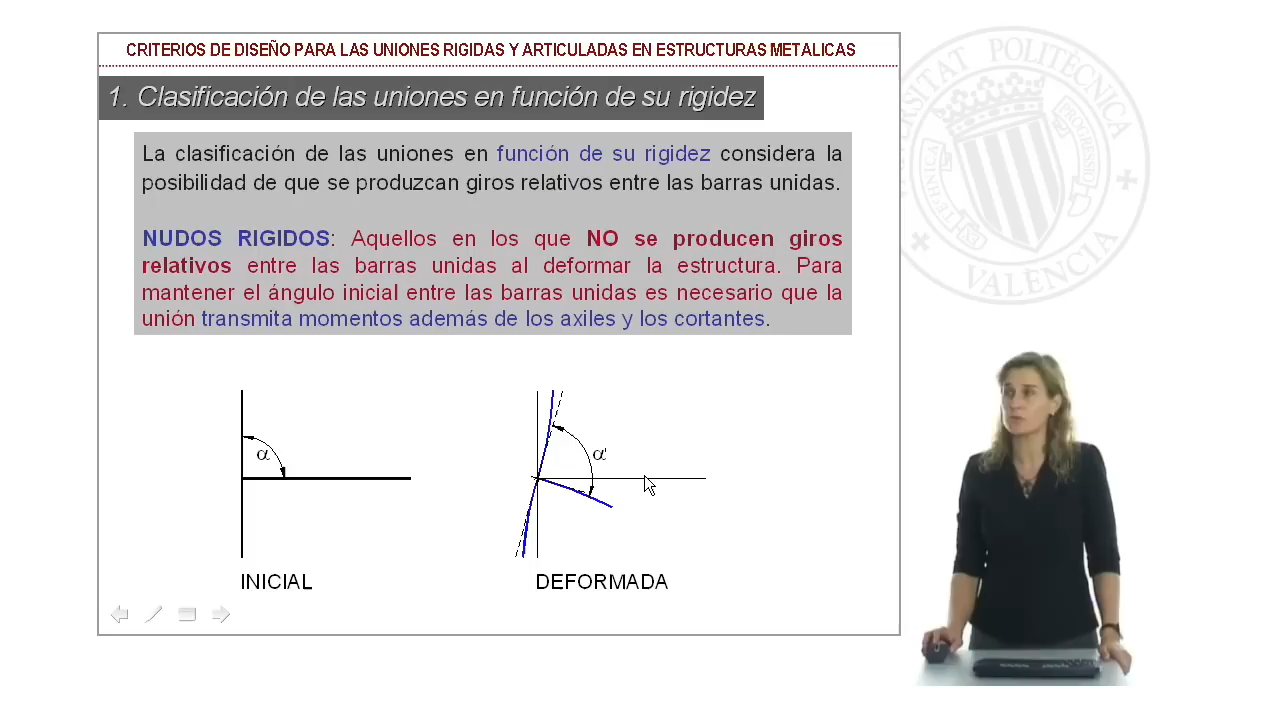 CRITERIOS DE DISEÑO PARA LAS UNIONES RIGIDAS Y ARTICULADAS EN ESTRUCTURAS METALICAS
1. Clasificación de las uniones en función de su rigidez
La clasificación de las uniones en función de su rigidez considera la
posibilidad de que se produzcan giros relativos entre las barras unidas.
NUDOS RIGIDOS: Aquellos en los que NO se producen giros
relativos entre las barras unidas al deformar la estructura. Para
mantener el ángulo inicial entre las barras unidas es necesario que la
unión transmita momentos además de los axiles y los cortantes.
α
α'
INICIAL
DEFORMADA
POLITÈCNICA
VALÈNCIA